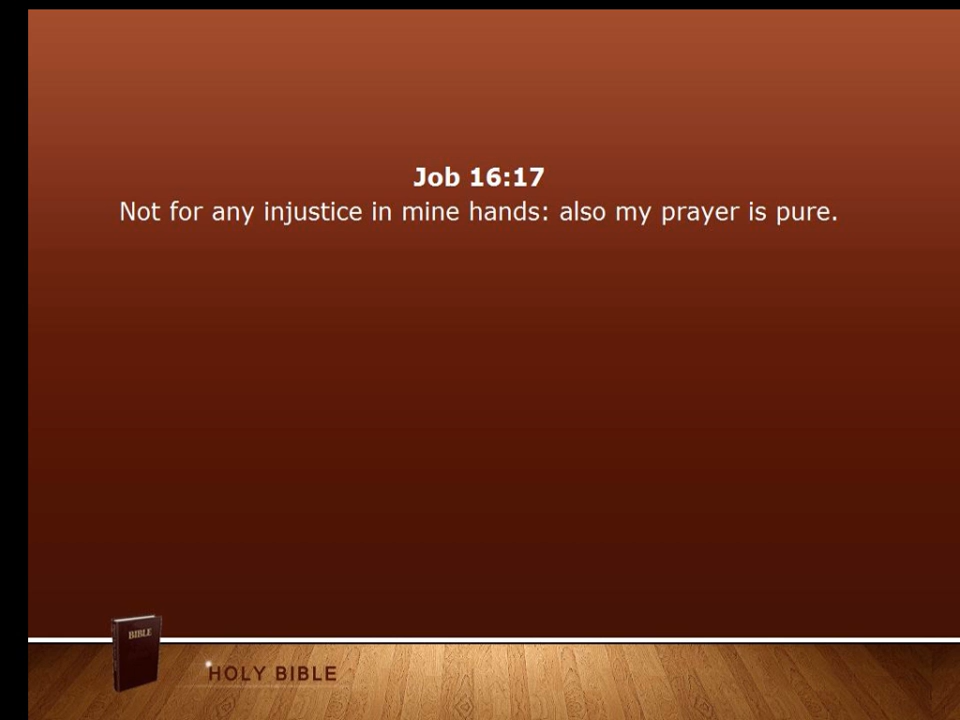 Job 16:17
Not for any injustice in mine hands: also my prayer is pure.
BIBLE
HOLY BIBLE